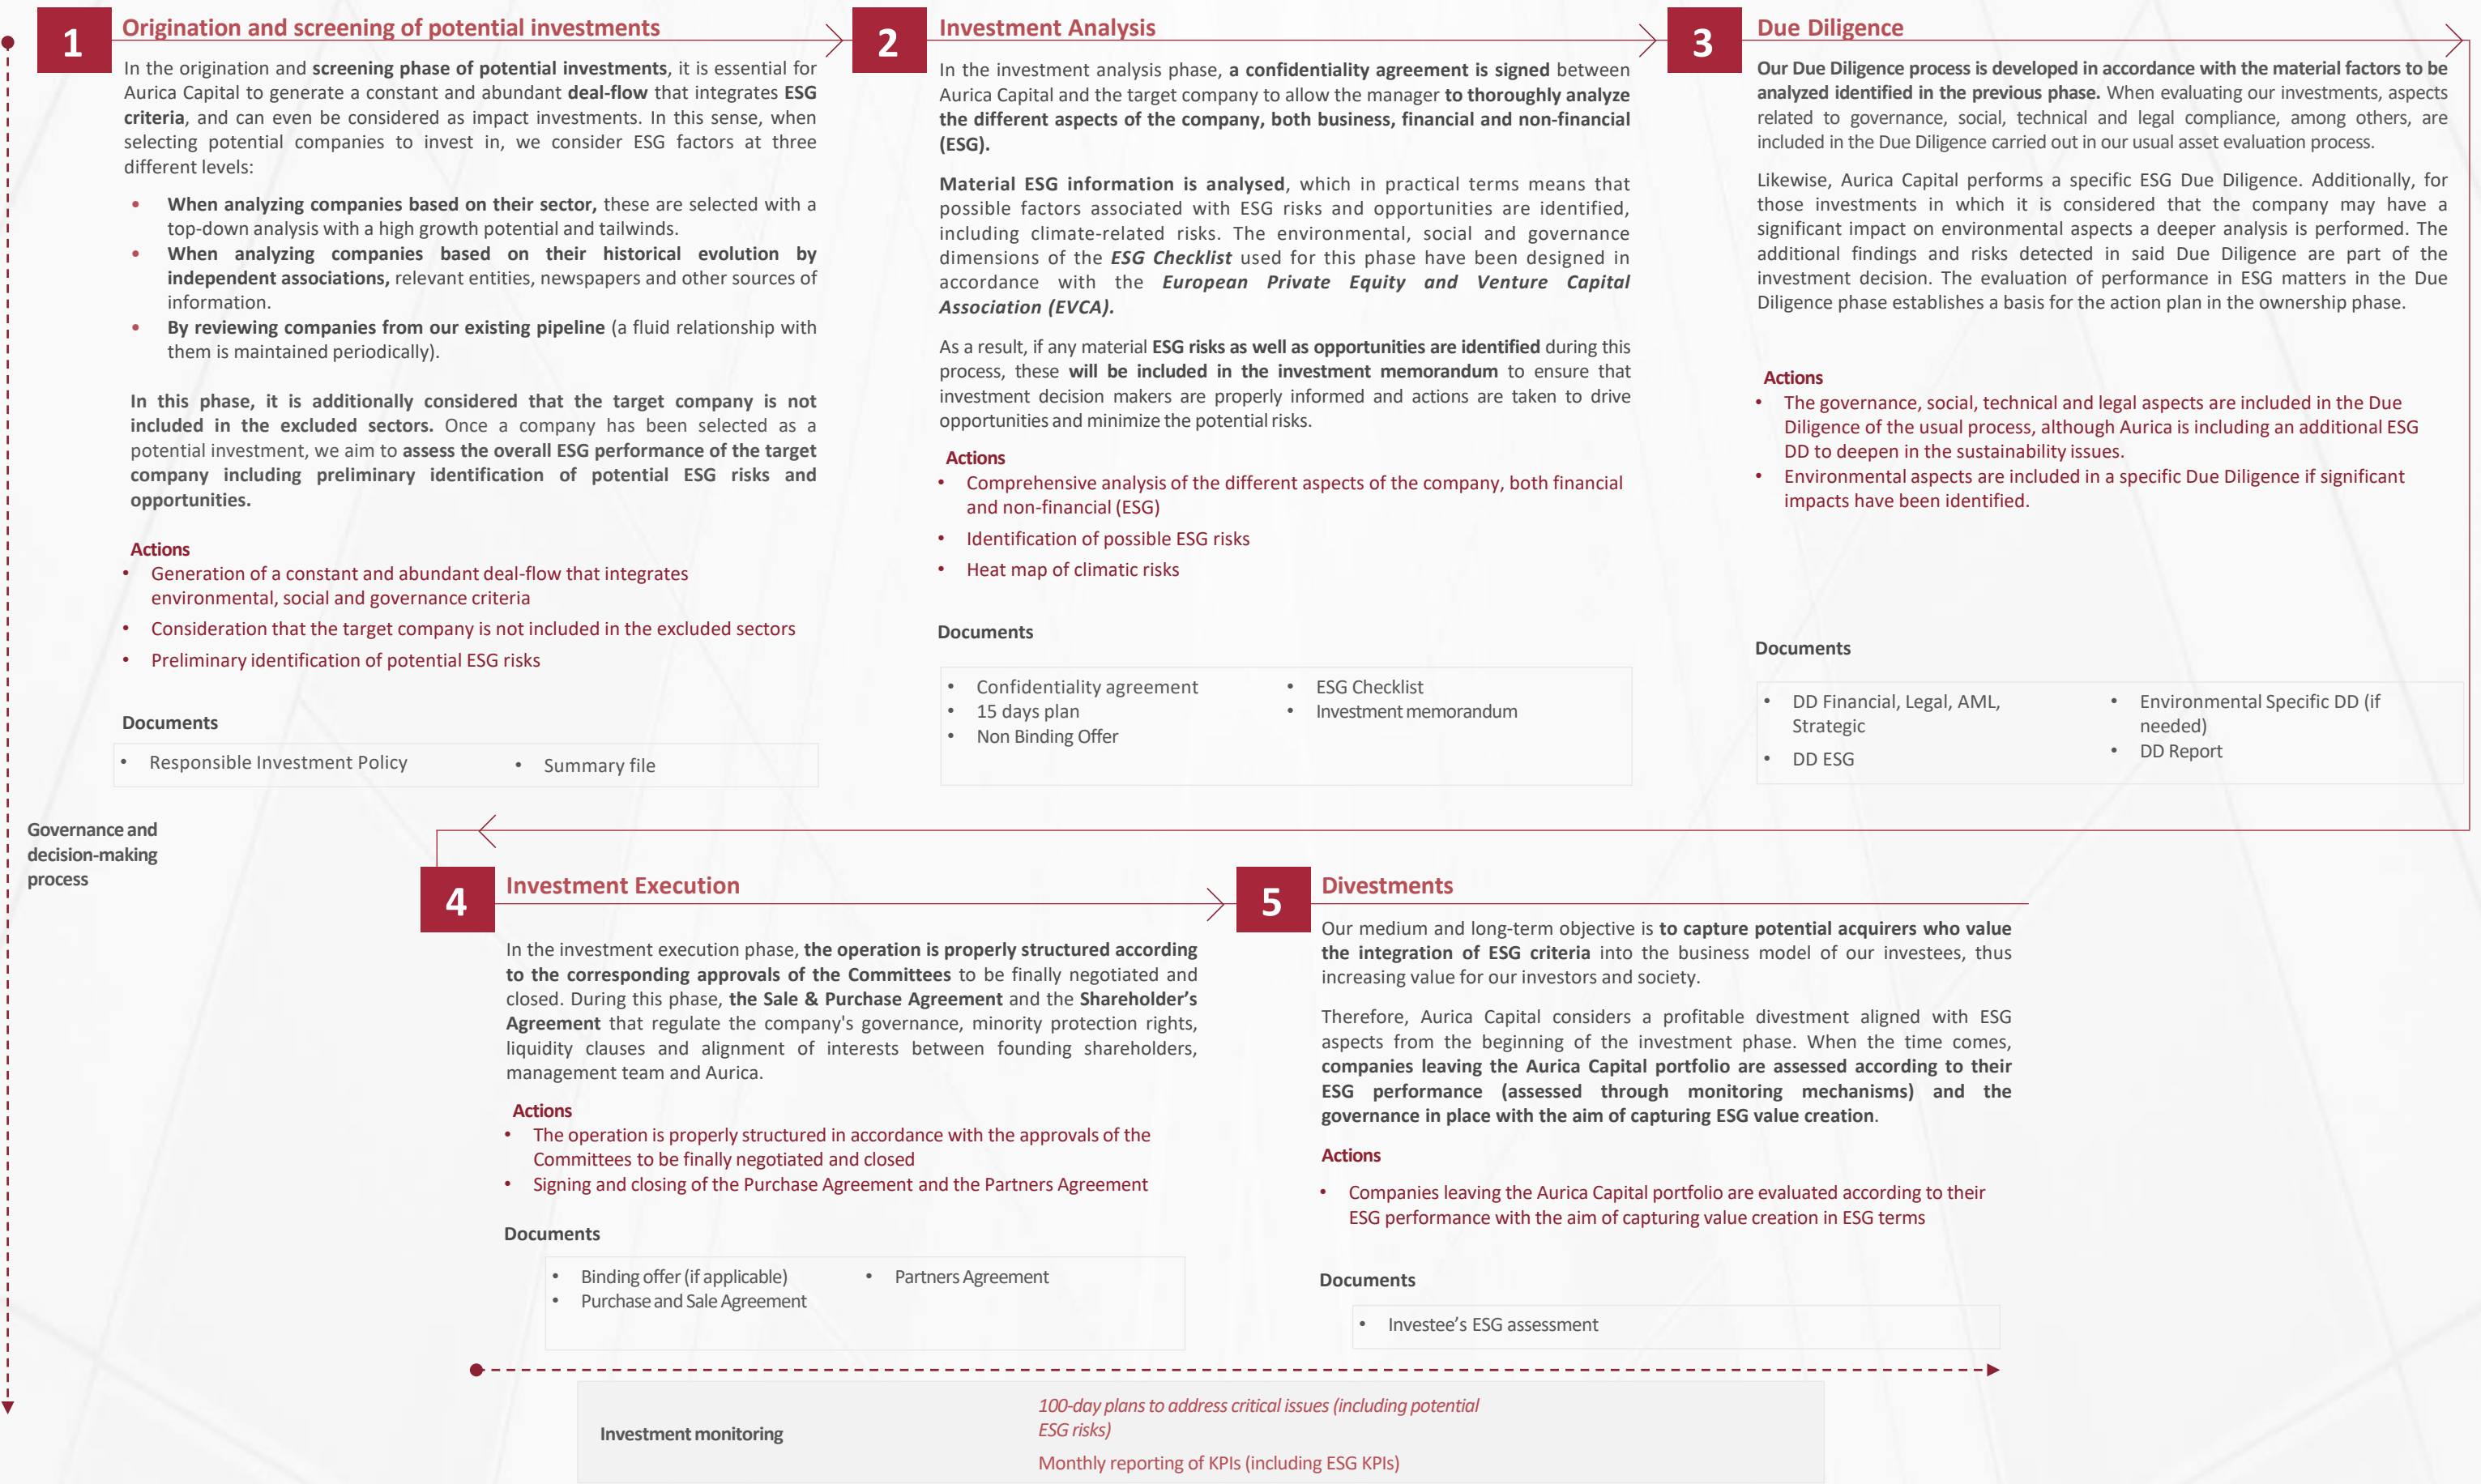 1
Origination and screening of potential investments
In the origination and screening phase of potential investments, it is essential for
Aurica Capital to generate a constant and abundant deal-flow that integrates ESG
criteria, and can even be considered as impact investments. In this sense, when
selecting potential companies to invest in, we consider ESG factors at three
different levels:
• When analyzing companies based on their sector, these are selected with a
top-down analysis with a high growth potential and tailwinds.
• When analyzing companies based on their historical evolution by
independent associations, relevant entities, newspapers and other sources of
information.
• By reviewing companies from our existing pipeline (a fluid relationship with
them is maintained periodically).
In this phase, it is additionally considered that the target company is not
included in the excluded sectors. Once a company has been selected as a
potential investment, we aim to assess the overall ESG performance of the target
company including preliminary identification of potential ESG risks and
opportunities.
Actions
• Generation of a constant and abundant deal-flow that integrates
environmental, social and governance criteria
• Consideration that the target company is not included in the excluded sectors
• Preliminary identification of potential ESG risks
Documents
• Responsible Investment Policy
• Summary file
2
Investment Analysis
In the investment analysis phase, a confidentiality agreement is signed between
Aurica Capital and the target company to allow the manager to thoroughly analyze
the different aspects of the company, both business, financial and non-financial
(ESG).
Material ESG information is analysed, which in practical terms means that
possible factors associated with ESG risks and opportunities are identified,
including climate-related risks. The environmental, social and governance
dimensions of the ESG Checklist used for this phase have been designed in
accordance with the European Private Equity and Venture Capital
Association (EVCA).
As a result, if any material ESG risks as well as opportunities are identified during this
process, these will be included in the investment memorandum to ensure that
investment decision makers are properly informed and actions are taken to drive
opportunities and minimize the potential risks.
Actions
• Comprehensive analysis of the different aspects of the company, both financial
and non-financial (ESG)
• Identification of possible ESG risks
• Heat map of climatic risks
Documents
• Confidentiality agreement
• 15 days plan
• Non Binding Offer
• ESG Checklist
• Investment memorandum
3
Due Diligence
Our Due Diligence process is developed in accordance with the material factors to be
analyzed identified in the previous phase. When evaluating our investments, aspects
related to governance, social, technical and legal compliance, among others, are
included in the Due Diligence carried out in our usual asset evaluation process.
Likewise, Aurica Capital performs a specific ESG Due Diligence. Additionally, for
those investments in which it is considered that the company may have a
significant impact on environmental aspects a deeper analysis is performed. The
additional findings and risks detected in said Due Diligence are part of the
investment decision. The evaluation of performance in ESG matters in the Due
Diligence phase establishes a basis for the action plan in the ownership phase.
Actions
• The governance, social, technical and legal aspects are included in the Due
Diligence of the usual process, although Aurica is including an additional ESG
DD to deepen in the sustainability issues.
• Environmental aspects are included in a specific Due Diligence if significant
impacts have been identified.
Documents
• DD Financial, Legal, AML,
Strategic
• DD ESG
• Environmental Specific DD (if
needed)
• DD Report
Governance and
decision-making
process
4
Investment Execution
In the investment execution phase, the operation is properly structured according
to the corresponding approvals of the Committees to be finally negotiated and
closed. During this phase, the Sale & Purchase Agreement and the Shareholder’s
Agreement that regulate the company's governance, minority protection rights,
liquidity clauses and alignment of interests between founding shareholders,
management team and Aurica.
Actions
• The operation is properly structured in accordance with the approvals of the
Committees to be finally negotiated and closed
• Signing and closing of the Purchase Agreement and the Partners Agreement
Documents
• Binding offer (if applicable)
• Purchase and Sale Agreement
• Partners Agreement
5
Divestments
Our medium and long-term objective is to capture potential acquirers who value
the integration of ESG criteria into the business model of our investees, thus
increasing value for our investors and society.
Therefore, Aurica Capital considers a profitable divestment aligned with ESG
aspects from the beginning of the investment phase. When the time comes,
companies leaving the Aurica Capital portfolio are assessed according to their
ESG performance (assessed through monitoring mechanisms) and the
governance in place with the aim of capturing ESG value creation.
Actions
• Companies leaving the Aurica Capital portfolio are evaluated according to their
ESG performance with the aim of capturing value creation in ESG terms
Documents
• Investee’s ESG assessment
Investment monitoring
100-day plans to address critical issues (including potential
ESG risks)
Monthly reporting of KPIs (including ESG KPIs)